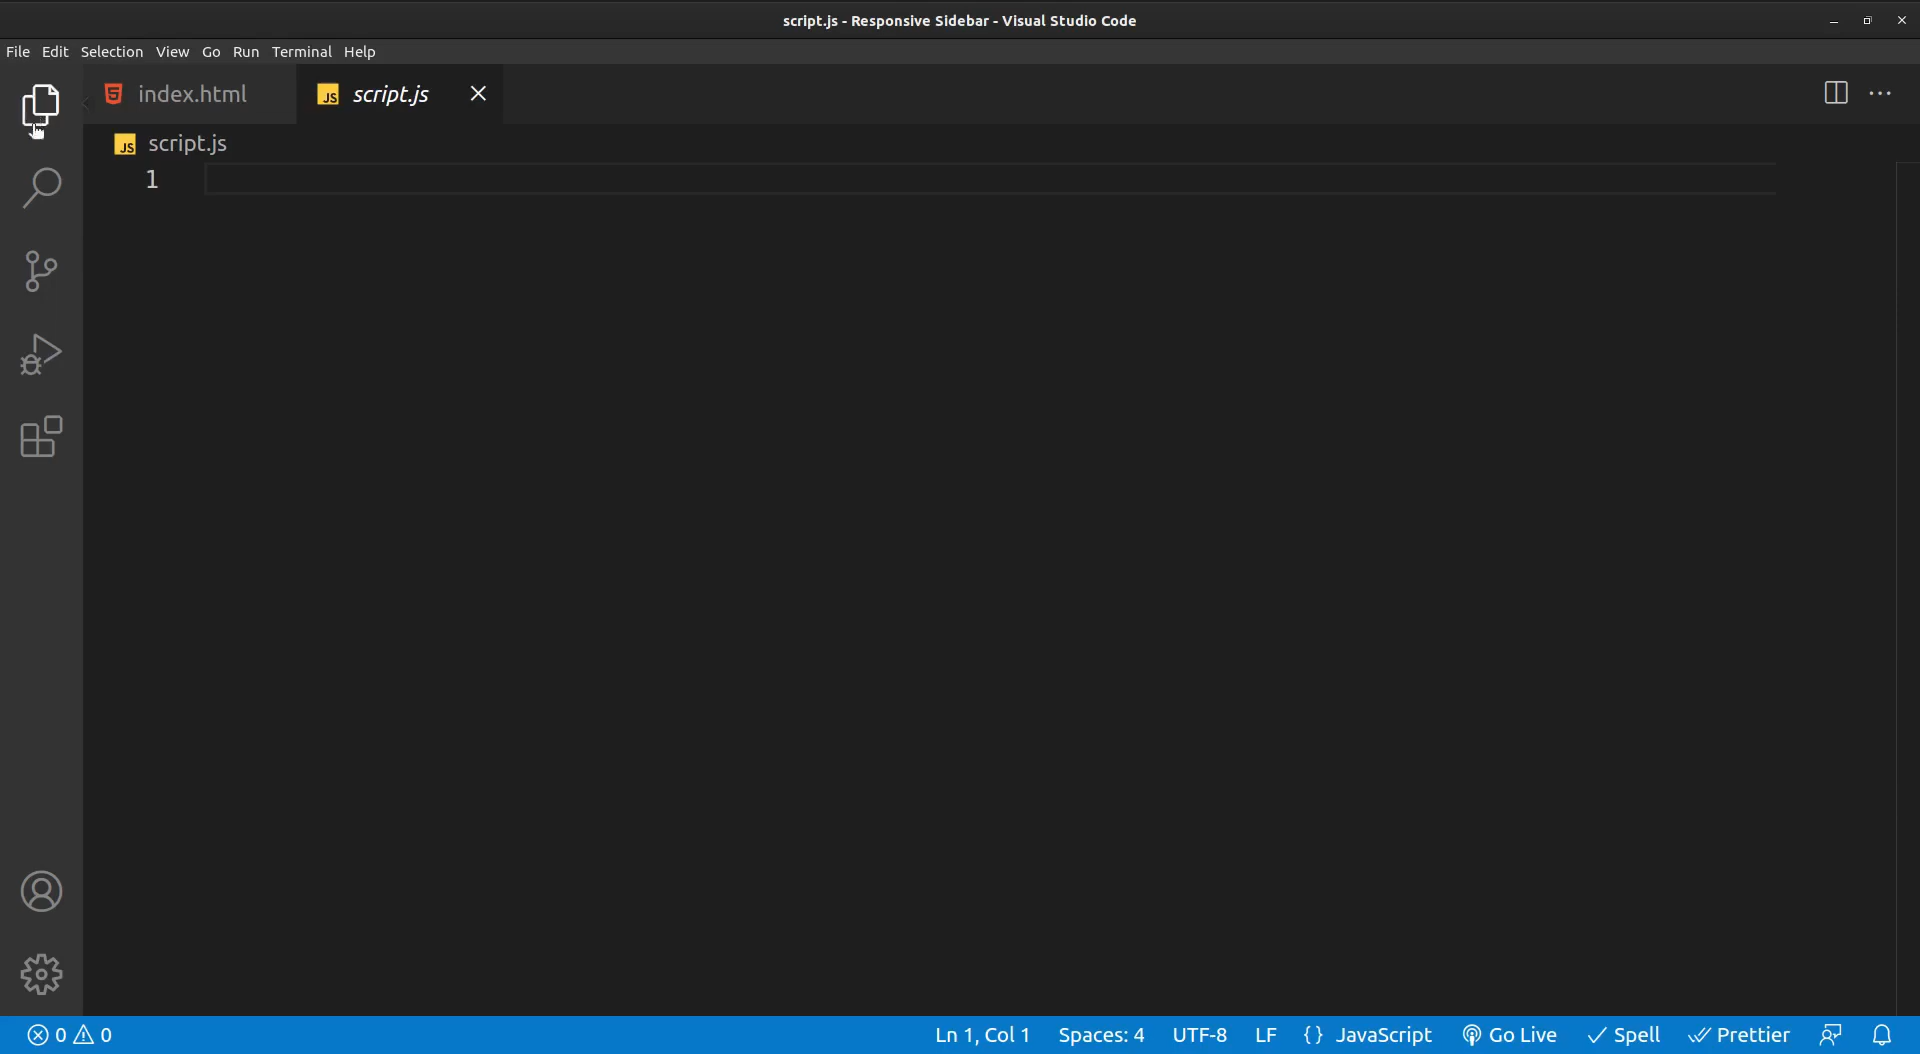 script.js - Responsive Sidebar - Visual Studio Code
File Edit Selection View Go Run Terminal Help
index.html JS script.js
JS script.js
1
0 0 Ln 1, Col 1 Spaces: 4 UTF-8 LF {} JavaScript Go Live Spell Prettier